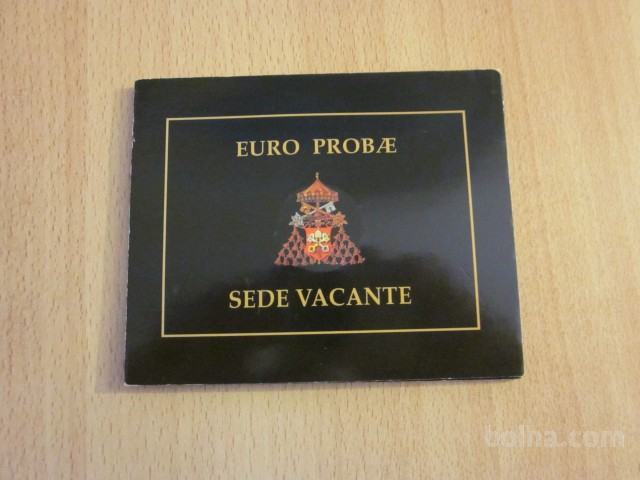 EURO PROBÆ
SEDE VACANTE
bolha.com